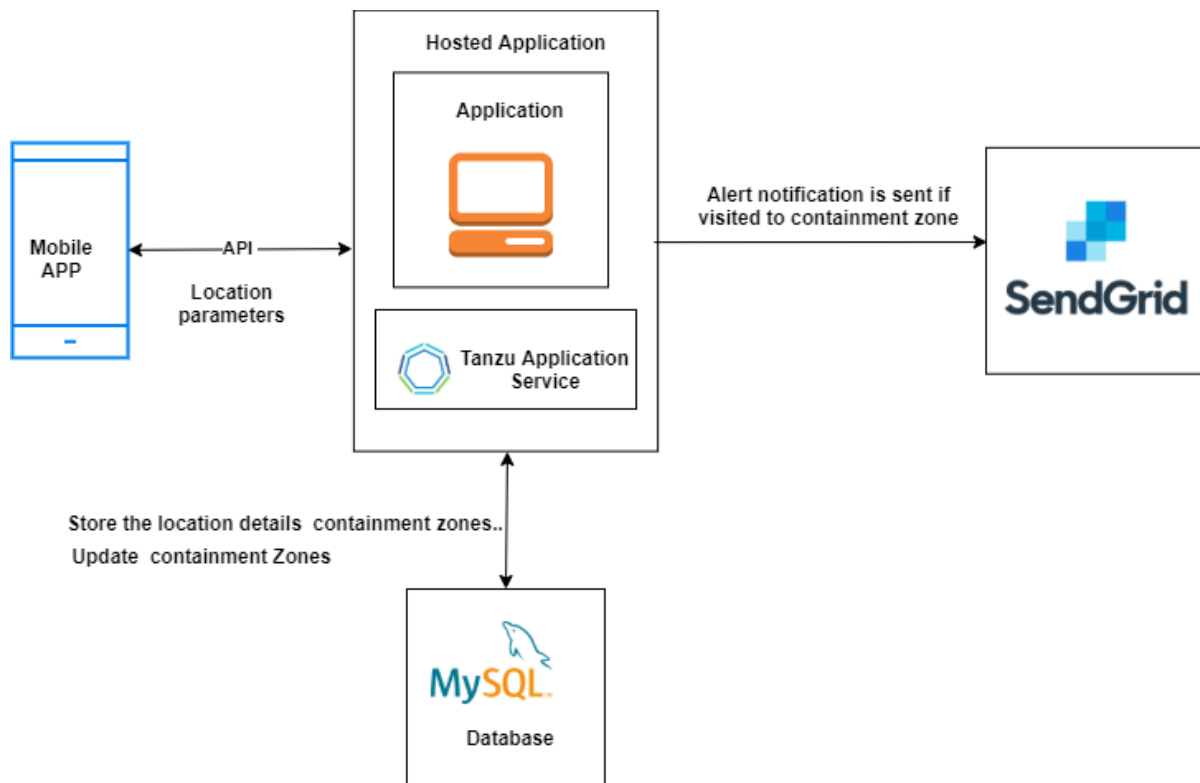 Hosted Application
Application
Mobile
APP
API
Location
parameters
Tanzu Application
Service
Alert notification is sent if
visited to containment zone
SendGrid
Store the location details  containment zones..
Update  containment Zones
MySQL™
Database